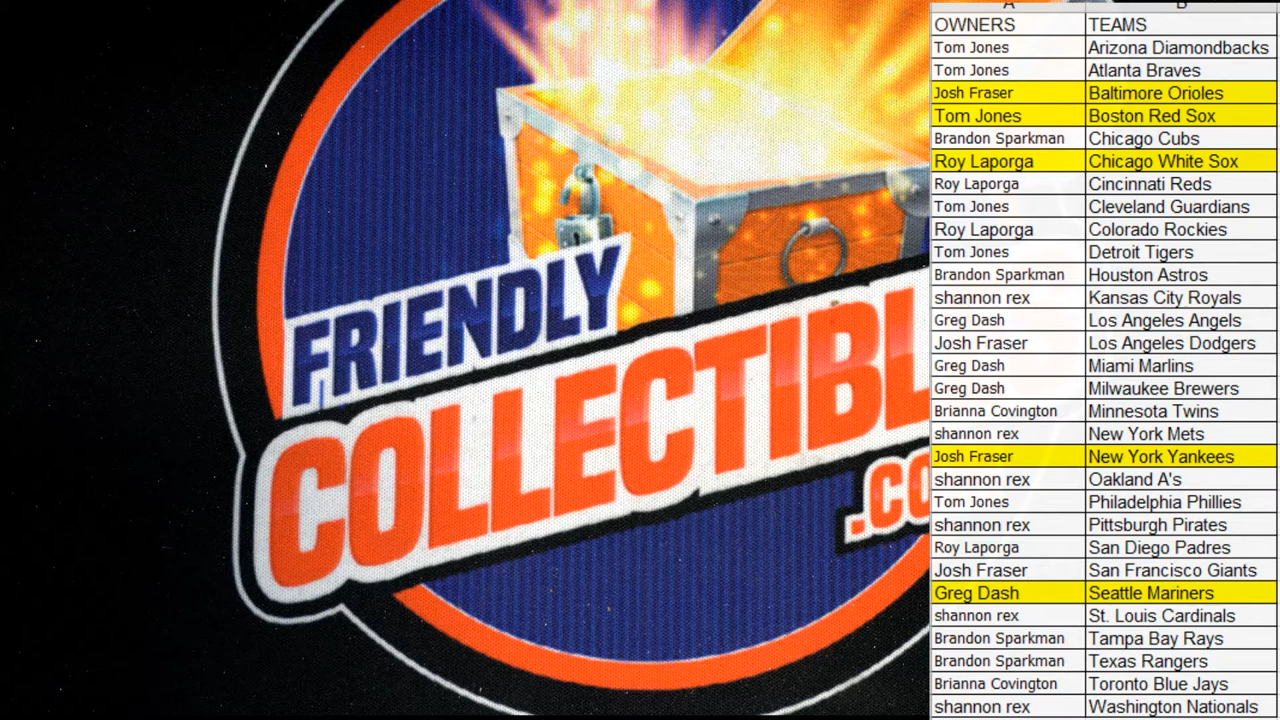 FRIENDLY
COLLECTIBL
.CO
A B
OWNERS TEAMS
Tom Jones Arizona Diamondbacks
Tom Jones Atlanta Braves
Josh Fraser Baltimore Orioles
Tom Jones Boston Red Sox
Brandon Sparkman Chicago Cubs
Roy Laporga Chicago White Sox
Roy Laporga Cincinnati Reds
Tom Jones Cleveland Guardians
Roy Laporga Colorado Rockies
Tom Jones Detroit Tigers
Brandon Sparkman Houston Astros
shannon rex Kansas City Royals
Greg Dash Los Angeles Angels
Josh Fraser Los Angeles Dodgers
Greg Dash Miami Marlins
Greg Dash Milwaukee Brewers
Brianna Covington Minnesota Twins
shannon rex New York Mets
Josh Fraser New York Yankees
shannon rex Oakland A's
Tom Jones Philadelphia Phillies
shannon rex Pittsburgh Pirates
Roy Laporga San Diego Padres
Josh Fraser San Francisco Giants
Greg Dash Seattle Mariners
shannon rex St. Louis Cardinals
Brandon Sparkman Tampa Bay Rays
Brandon Sparkman Texas Rangers
Brianna Covington Toronto Blue Jays
shannon rex Washington Nationals